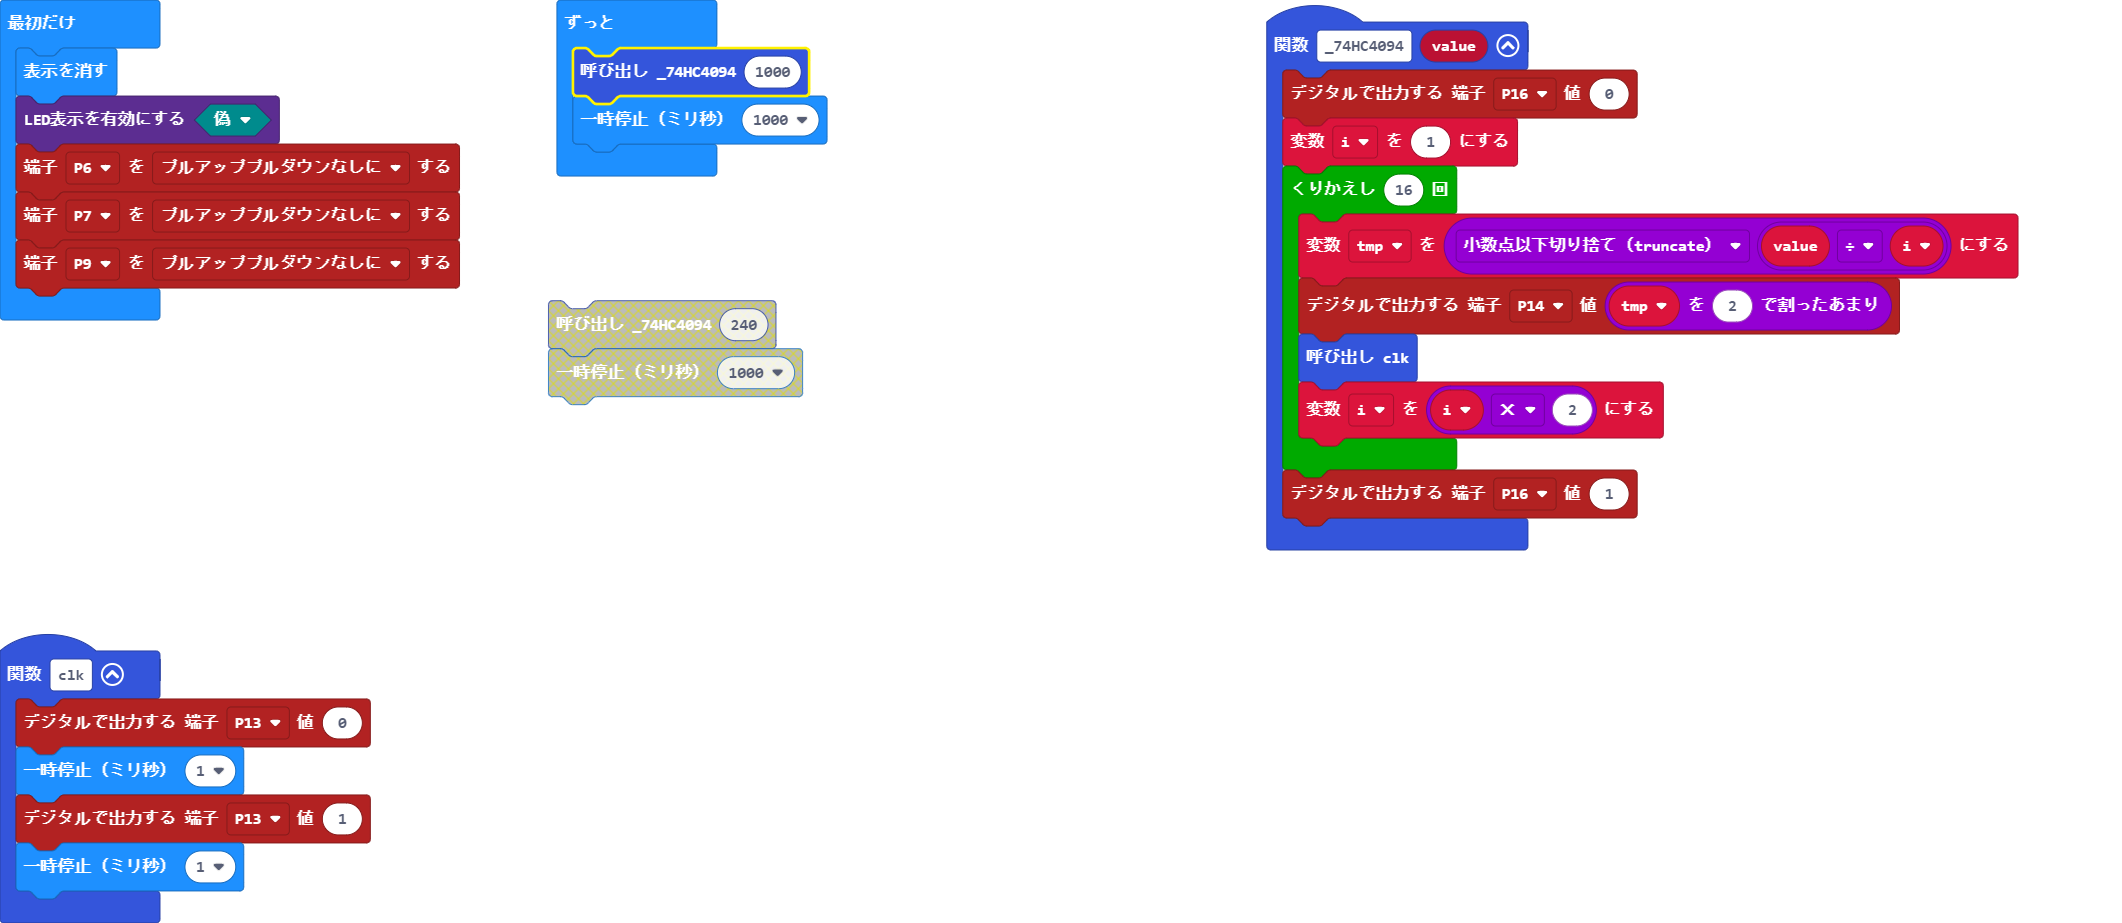 最初だけ
表示を消す
LED表示を有効にする 偽
端子 P6 を プルアッププルダウンなしに する
端子 P7 を プルアッププルダウンなしに する
端子 P9 を プルアッププルダウンなしに する
ずっと
呼び出し _74HC4094 1000
一時停止（ミリ秒） 1000
呼び出し _74HC4094 240
一時停止（ミリ秒） 1000
関数 _74HC4094 value
デジタルで出力する 端子 P16 値 0
変数 i を 1 にする
くりかえし 16 回
変数 tmp を 小数点以下切り捨て（truncate） value ÷ i にする
デジタルで出力する 端子 P14 値 tmp を 2 で割ったあまり
呼び出し clk
変数 i を i × 2 にする
デジタルで出力する 端子 P16 値 1
関数 clk
デジタルで出力する 端子 P13 値 0
一時停止（ミリ秒） 1
デジタルで出力する 端子 P13 値 1
一時停止（ミリ秒） 1